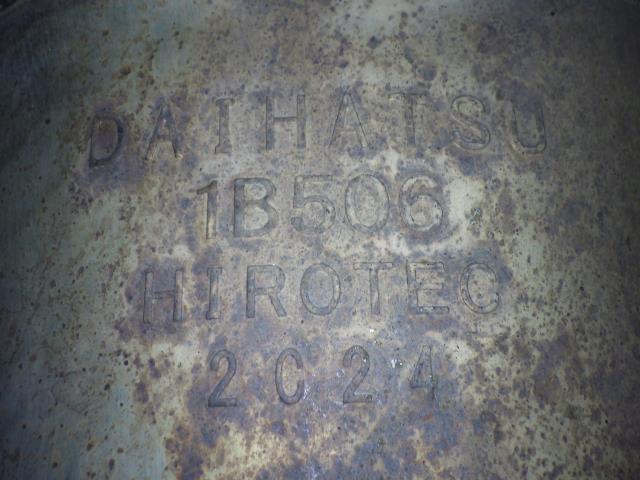 DAIHATSU
1B506
HIROTEC
2C24